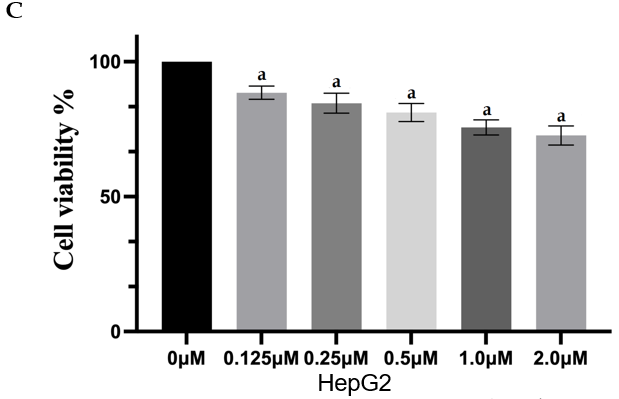 C
Cell viability %
100
50
0
a a a a a
0μM 0.125μM 0.25μM 0.5μM 1.0μM 2.0μM
HepG2